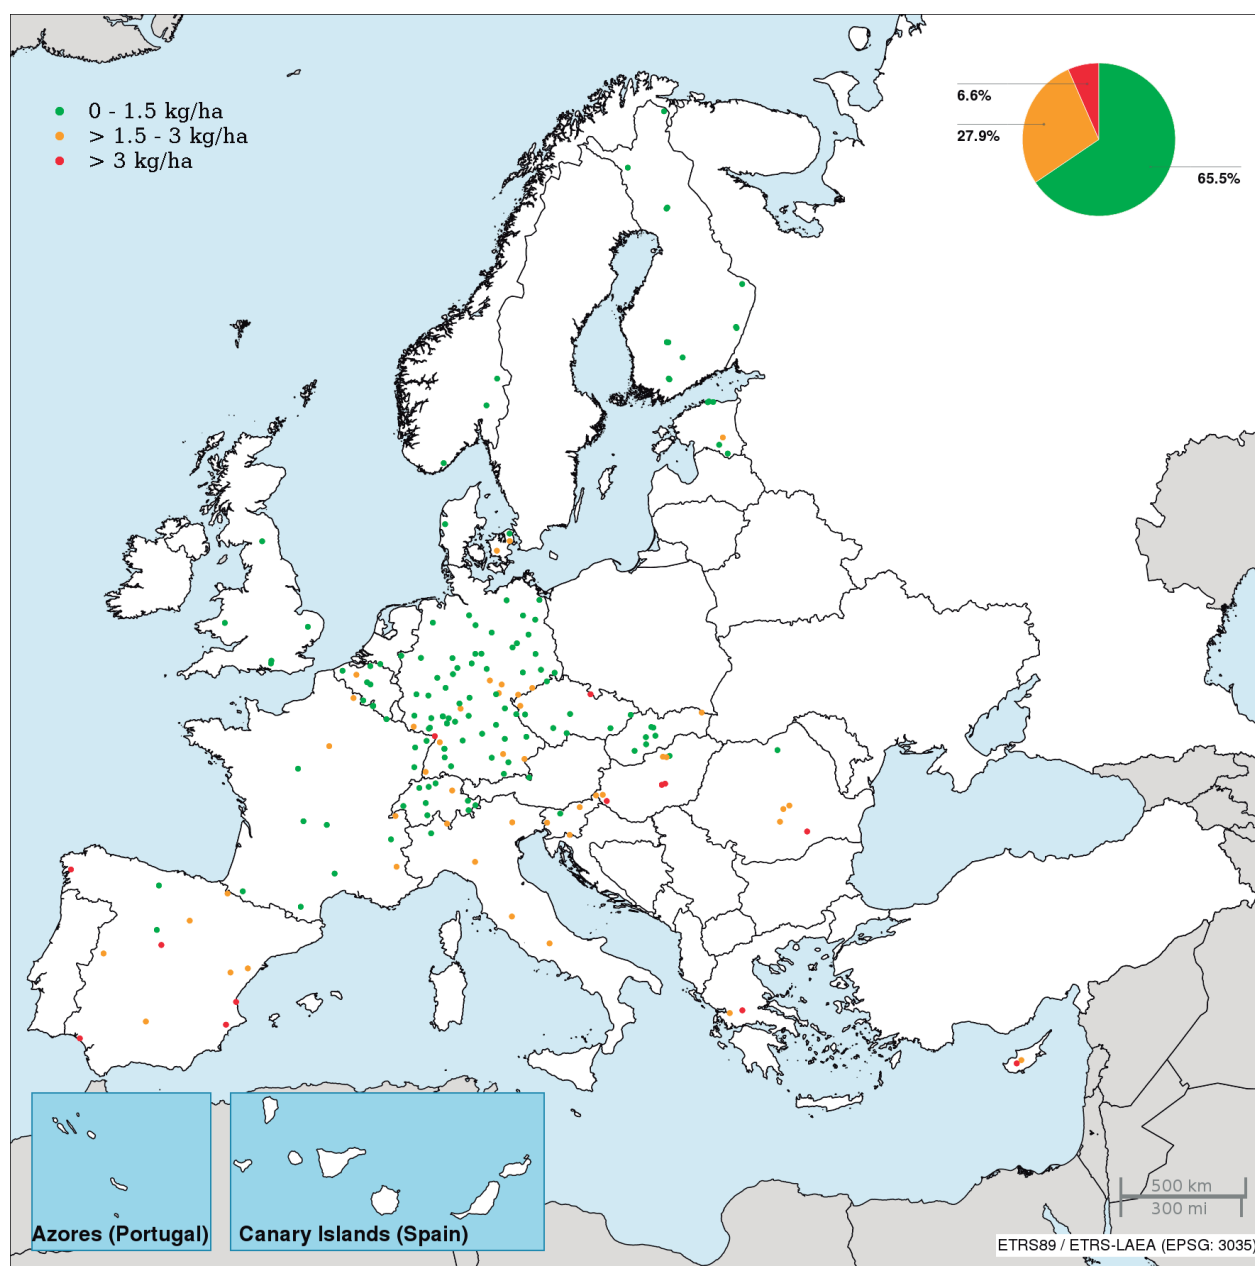 0 - 1.5 kg/ha
> 1.5 - 3 kg/ha
> 3 kg/ha
6.6%
27.9%
65.5%
Azores (Portugal)
Canary Islands (Spain)
500 km
300 mi
ETRS89 / ETRS-LAEA (EPSG: 3035)